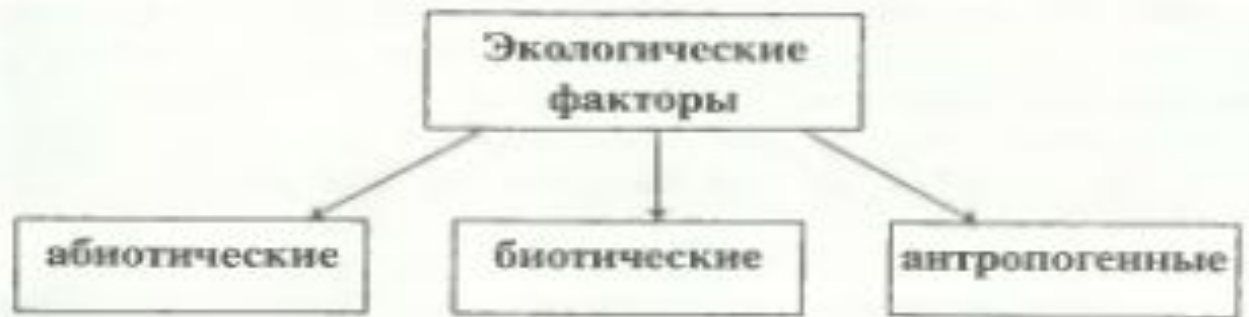 Экологические
факторы
абиотические
биотические
антропогенные